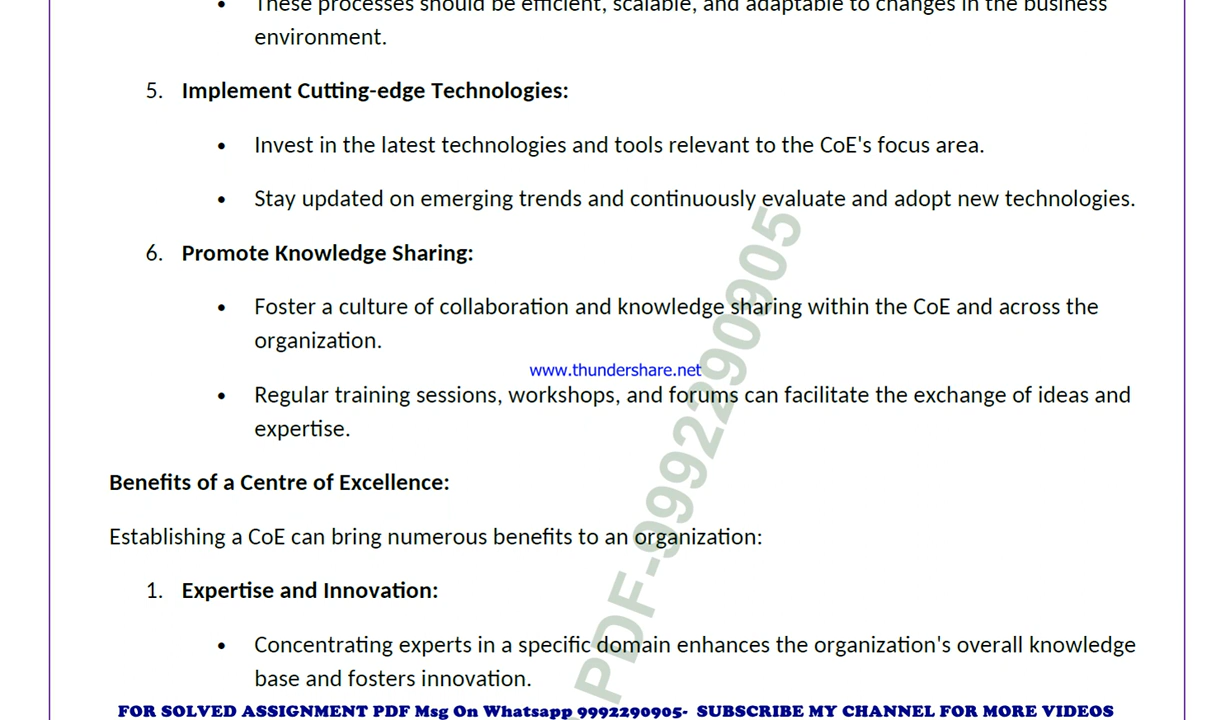 • These processes should be efficient, scalable, and adaptable to changes in the business
environment.
5. Implement Cutting-edge Technologies:
• Invest in the latest technologies and tools relevant to the CoE's focus area.
• Stay updated on emerging trends and continuously evaluate and adopt new technologies.
6. Promote Knowledge Sharing:
• Foster a culture of collaboration and knowledge sharing within the CoE and across the
organization.
www.thundershare.net
• Regular training sessions, workshops, and forums can facilitate the exchange of ideas and
expertise.
Benefits of a Centre of Excellence:
Establishing a CoE can bring numerous benefits to an organization:
1. Expertise and Innovation:
• Concentrating experts in a specific domain enhances the organization's overall knowledge
base and fosters innovation.
PDF-9992290905
FOR SOLVED ASSIGNMENT PDF Msg On Whatsapp 9992290905- SUBSCRIBE MY CHANNEL FOR MORE VIDEOS